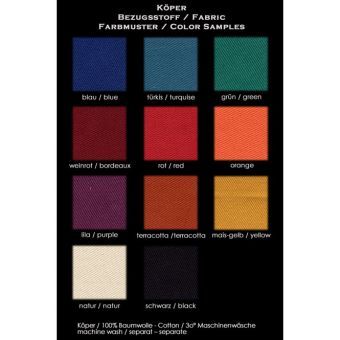 Köper
Bezugsstoff / Fabric
Farbmuster / Color Samples
blau / blue
türkis / turquise
grün / green
weinrot / bordeaux
rot / red
orange
lila / purple
terracotta /terracotta
mais-gelb / yellow
natur / natur
schwarz / black
Köper / 100% Baumwolle - Cotton / 3o° Maschinenwäsche
machine wash / separat – separate